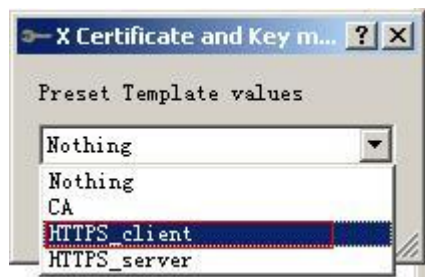 X Certificate and Key m...
Preset Template values
Nothing
Nothing
CA
HTTPS_client
HTTPS_server